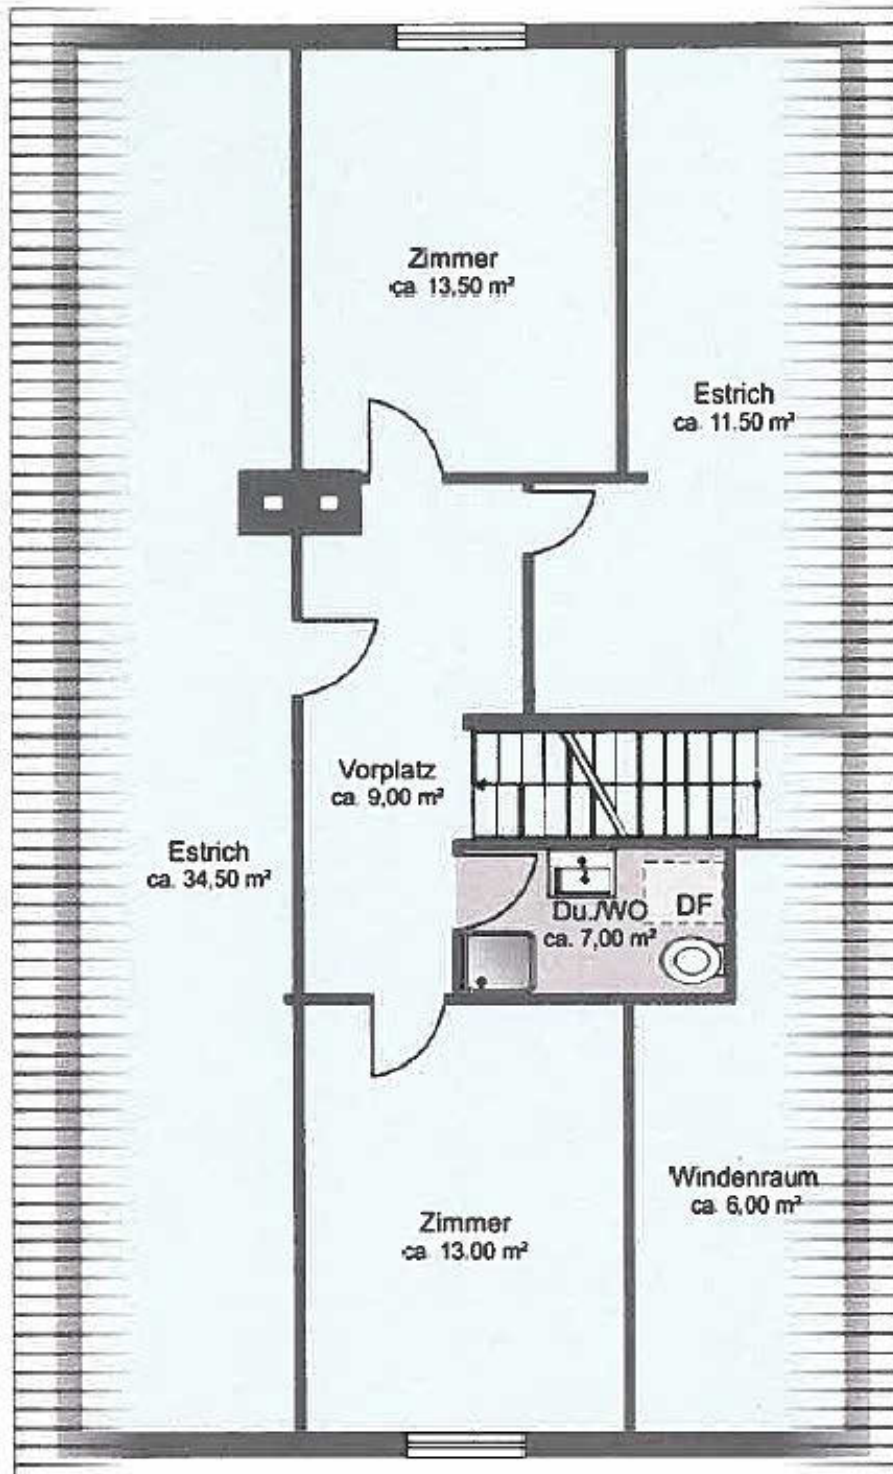 Zimmer
ca. 13,50 m²
Estrich
ca. 11.50 m²
Vorplatz
ca. 9,00 m²
Estrich
ca. 34,50 m²
Du./WO
ca. 7,00 m²
DF
Windenraum
ca. 6,00 m²
Zimmer
ca. 13.00 m²